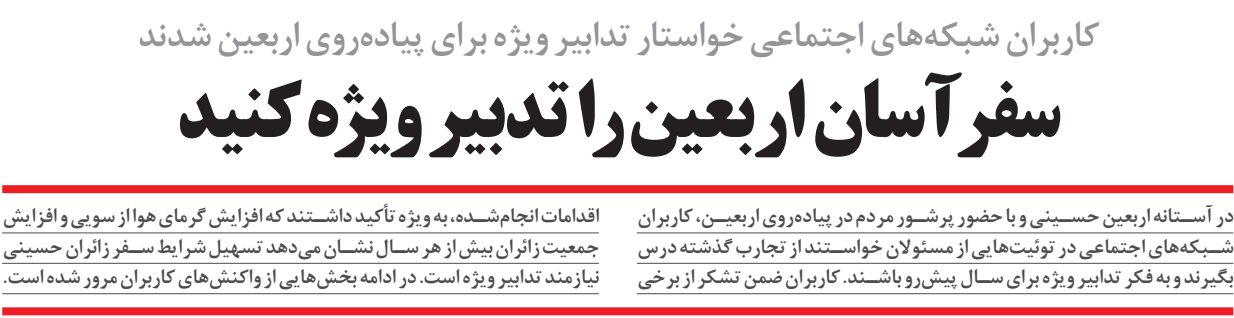 کاربران شبکه‌های اجتماعی خواستار تدابیر ویژه برای پیاده‌روی اربعین شدند
سفر آسان اربعین را تدبیر ویژه کنید
در آستانه اربعین حسینی و با حضور پرشور مردم در پیاده‌روی اربعین، کاربران
شبکه‌های اجتماعی در توئیت‌هایی از مسئولان خواستند از تجارب گذشته درس
بگیرند و به فکر تدابیر ویژه برای سال پیش‌رو باشند. کاربران ضمن تشکر از برخی
اقدامات انجام‌شده، به ویژه تأکید داشتند که افزایش گرمای هوا از سویی و افزایش
جمعیت زائران بیش از هر سال نشان می‌دهد تسهیل شرایط سفر زائران حسینی
نیازمند تدابیر ویژه است. در ادامه بخش‌هایی از واکنش‌های کاربران مرور شده است.